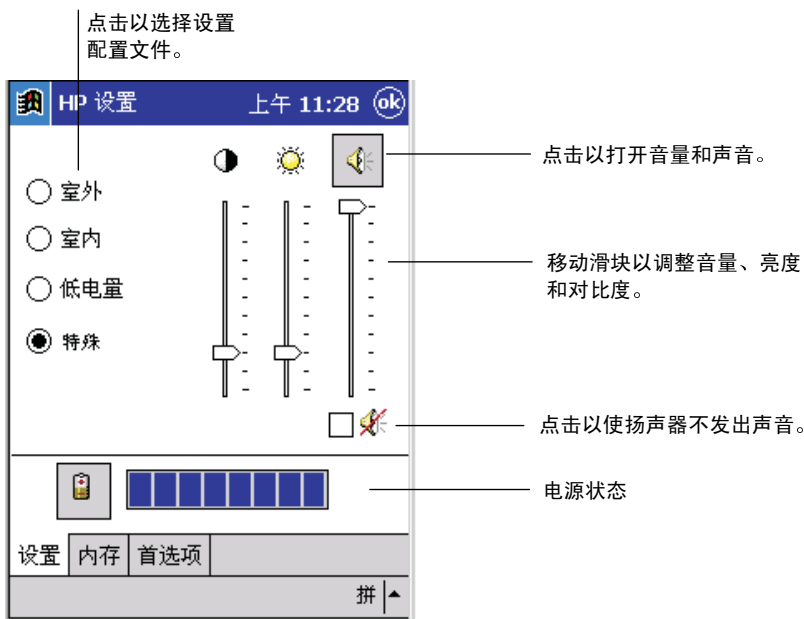 点击以选择设置
配置文件。
HP 设置
上午 11:28
ok
点击以打开音量和声音。
室外
室内
低电量
特殊
移动滑块以调整音量、亮度
和对比度。
点击以使扬声器不发出声音。
电源状态
设置
内存
首选项
拼